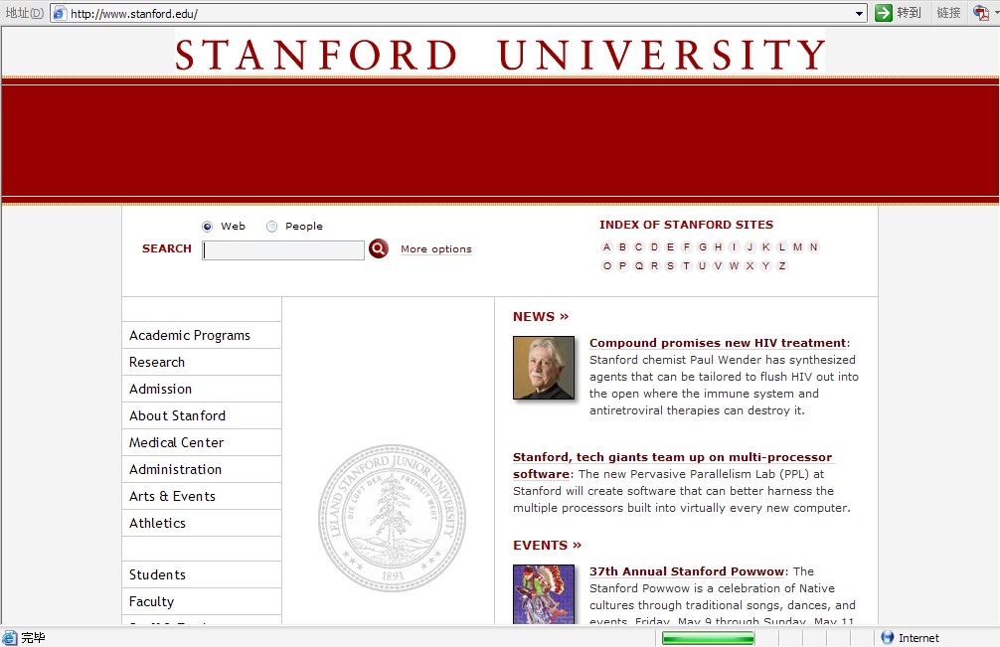 地址(D) http://www.stanford.edu/ 转到 链接
STANFORD UNIVERSITY
Web People
SEARCH More options
INDEX OF STANFORD SITES
A B C D E F G H I J K L M N
O P Q R S T U V W X Y Z
Academic Programs
Research
Admission
About Stanford
Medical Center
Administration
Arts & Events
Athletics
Students
Faculty
LELAND STANFORD JUNIOR UNIVERSITY
DIE LUFT DER FREIHEIT WEHT
1891
NEWS »
Compound promises new HIV treatment:
Stanford chemist Paul Wender has synthesized
agents that can be tailored to flush HIV out into
the open where the immune system and
antiretroviral therapies can destroy it.
Stanford, tech giants team up on multi-processor
software: The new Pervasive Parallelism Lab (PPL) at
Stanford will create software that can better harness the
multiple processors built into virtually every new computer.
EVENTS »
37th Annual Stanford Powwow: The
Stanford Powwow is a celebration of Native
cultures through traditional songs, dances, and
events. Friday, May 9 through Sunday, May 11
完毕 Internet